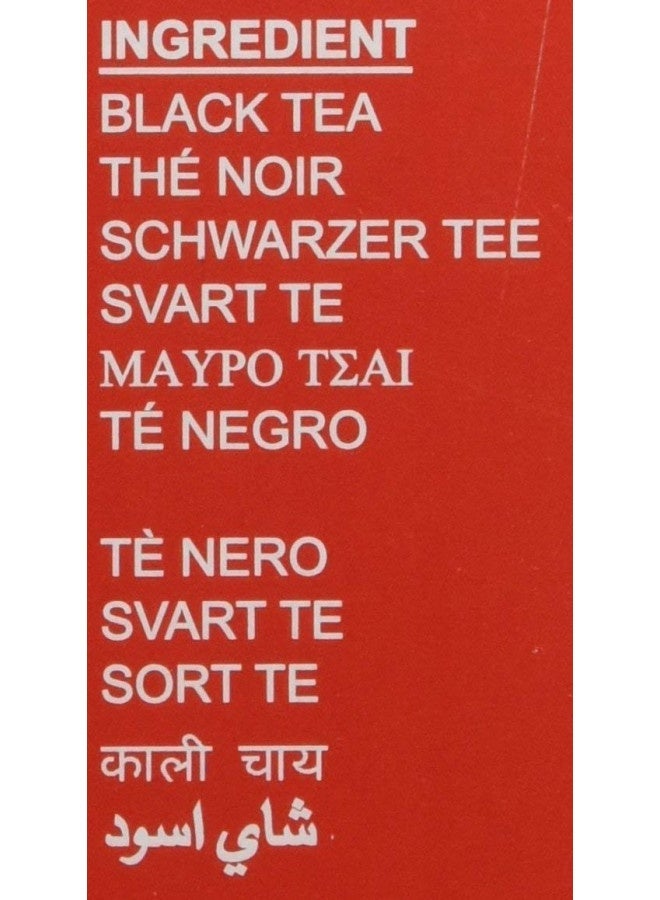 INGREDIENT
BLACK TEA
THÉ NOIR
SCHWARZER TEE
SVART TE
ΜΑΥΡΟ ΤΣΑΙ
TÉ NEGRO
TÈ NERO
SVART TE
SORT TE
काली चाय
شاي اسود